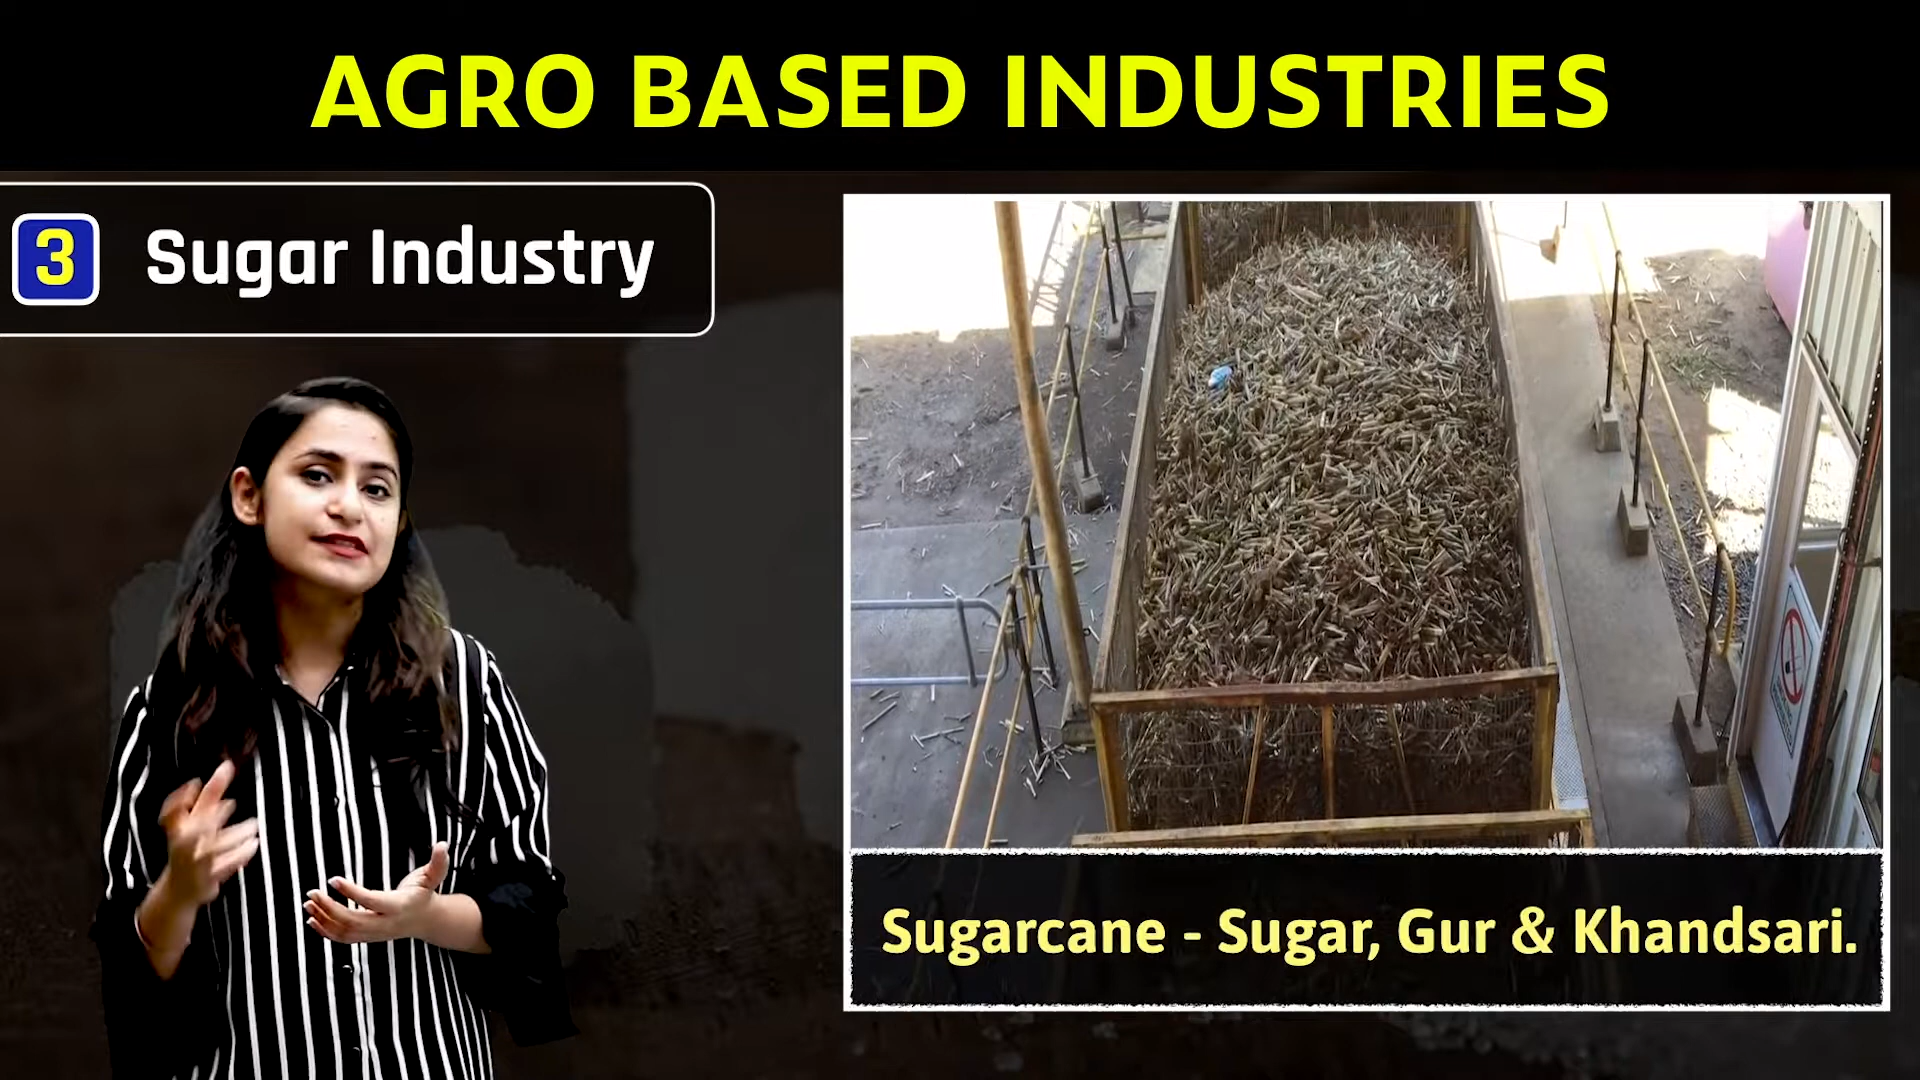 AGRO BASED INDUSTRIES
3 Sugar Industry
Sugarcane - Sugar, Gur & Khandsari.